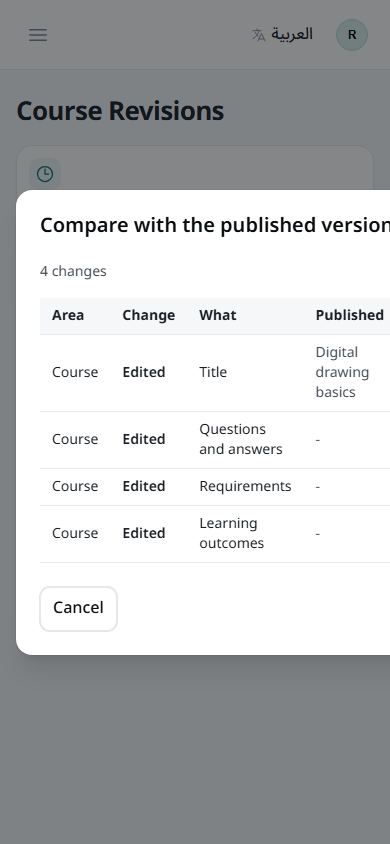 العربية
R
Course Revisions
Compare with the published version
4 changes
Area Change What Published
Course Edited Title Digital drawing basics
Course Edited Questions and answers -
Course Edited Requirements -
Course Edited Learning outcomes -
Cancel